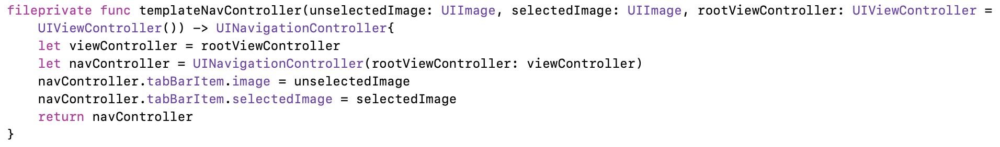 fileprivate func templateNavController(unselectedImage: UIImage, selectedImage: UIImage, rootViewController: UIViewController =
    UIViewController()) -> UINavigationController{
    let viewController = rootViewController
    let navController = UINavigationController(rootViewController: viewController)
    navController.tabBarItem.image = unselectedImage
    navController.tabBarItem.selectedImage = selectedImage
    return navController
}